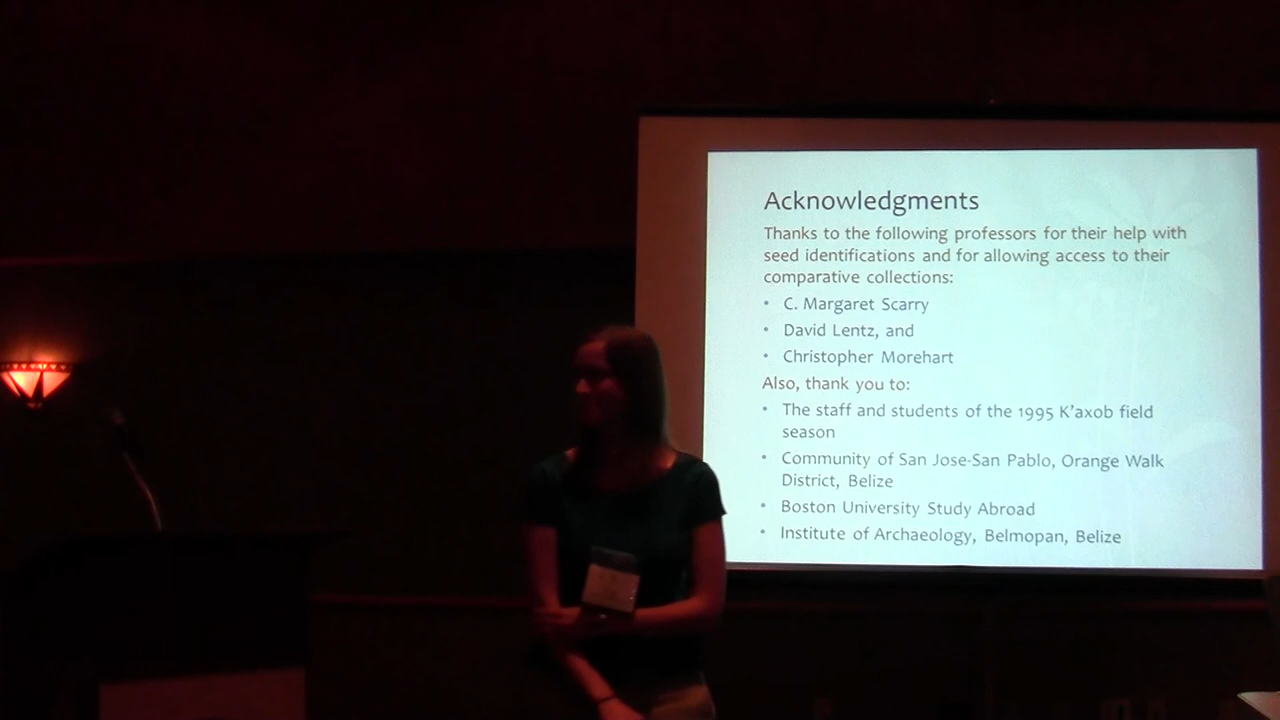 Acknowledgments
Thanks to the following professors for their help with
seed identifications and for allowing access to their
comparative collections:
• C. Margaret Scarry
• David Lentz, and
• Christopher Morehart
Also, thank you to:
• The staff and students of the 1995 K'axob field
season
• Community of San Jose-San Pablo, Orange Walk
District, Belize
• Boston University Study Abroad
• Institute of Archaeology, Belmopan, Belize